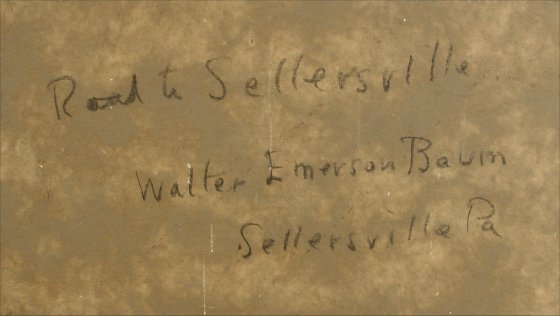 Road to Sellersville
Walter Emerson Baum
Sellersville Pa